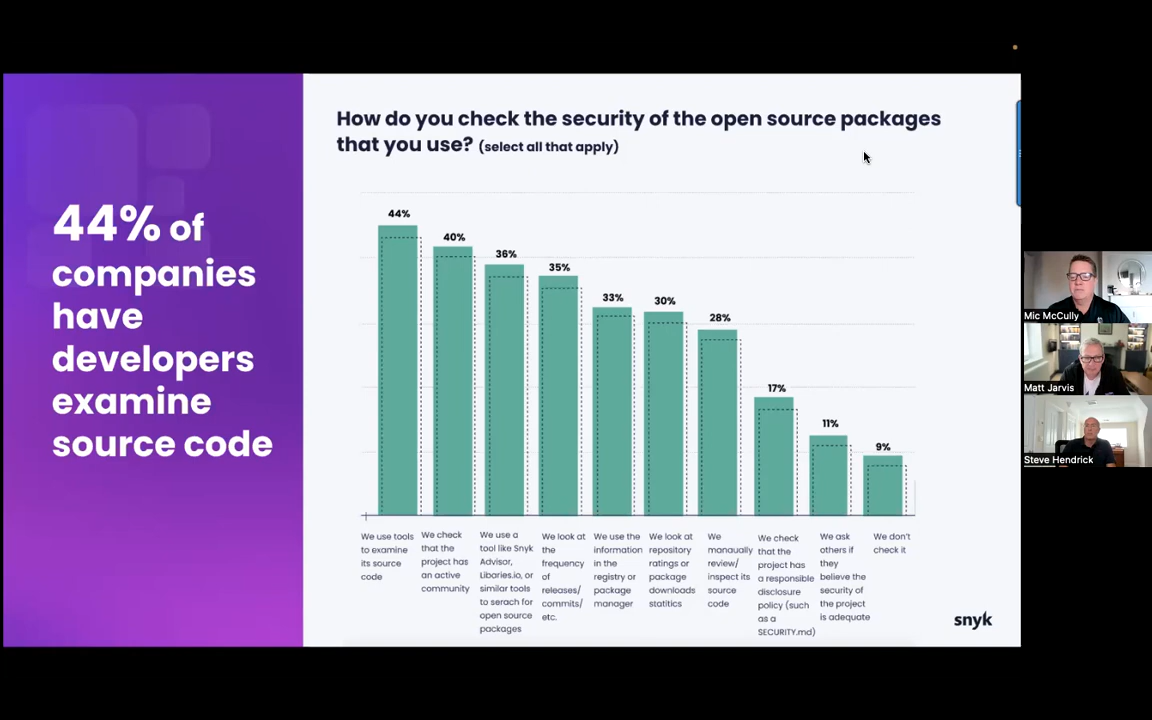 44% of
companies
have
developers
examine
source code
How do you check the security of the open source packages
that you use? (select all that apply)
44%
40%
36%
35%
33%
30%
28%
17%
11%
9%
We use tools
to examine
its source
code
We check
that the
project has
an active
community
We use a
tool like Snyk
Advisor,
Libaries.io, or
similar tools
to serach for
open source
packages
We look at
the
frequency
of
releases/
commits/
etc.
We use the
information
in the
registry or
package
manager
We look at
repository
ratings or
package
downloads
statitics
We
manaually
review/
inspect its
source
code
We check
that the
project has
a responsible
disclosure
policy (such
as a
SECURITY.md)
We ask
others if
they
believe the
security of
the project
is adequate
We don't
check it
snyk
Mic McCully
Matt Jarvis
Steve Hendrick